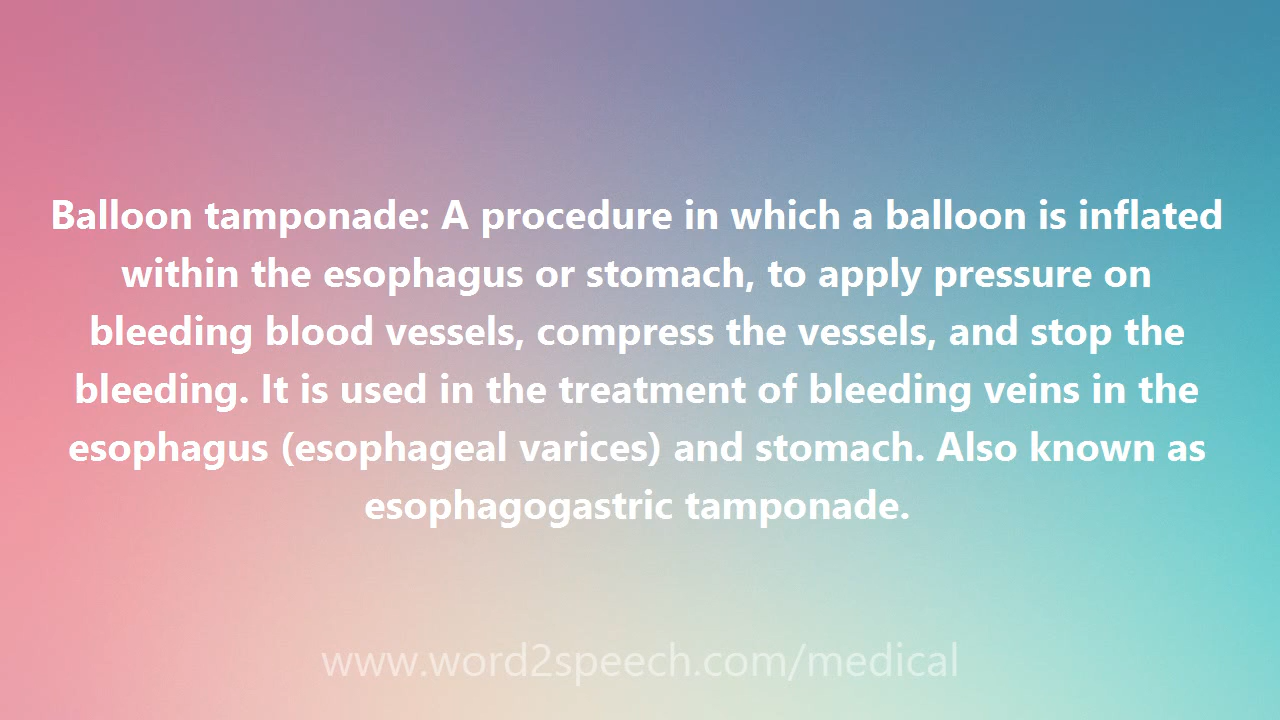 Balloon tamponade: A procedure in which a balloon is inflated
within the esophagus or stomach, to apply pressure on
bleeding blood vessels, compress the vessels, and stop the
bleeding. It is used in the treatment of bleeding veins in the
esophagus (esophageal varices) and stomach. Also known as
esophagogastric tamponade.
www.word2speech.com/medical